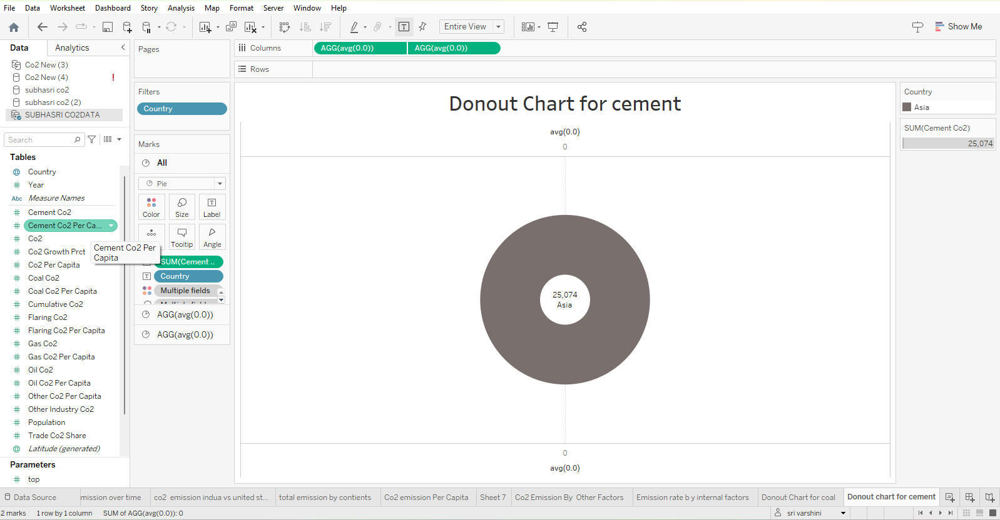 File Data Worksheet Dashboard Story Analysis Map Format Server Window Help
Entire View
Show Me
Data Analytics
Co2 New (3)
Co2 New (4) !
subhasri co2
subhasri co2 (2)
SUBHASRI CO2DATA
Search
Tables
Country
Year
Abc Measure Names
Cement Co2
Cement Co2 Per Ca...
Co2
Co2 Growth Prct
Co2 Per Capita
Coal Co2
Coal Co2 Per Capita
Cumulative Co2
Flaring Co2
Flaring Co2 Per Capita
Gas Co2
Gas Co2 Per Capita
Oil Co2
Oil Co2 Per Capita
Other Co2 Per Capita
Other Industry Co2
Population
Trade Co2 Share
Latitude (generated)
Parameters
top
Cement Co2 Per
Capita
Pages
Filters
Country
Marks
All
Pie
Color Size Label
Tooltip Angle
SUM(Cement ..
Country
Multiple fields
AGG(avg(0.0))
AGG(avg(0.0))
Columns AGG(avg(0.0)) AGG(avg(0.0))
Rows
Donout Chart for cement
avg(0.0)
0
25,074
Asia
0
avg(0.0)
Country
Asia
SUM(Cement Co2)
25,074
Data Source mission over time co2 emission indua vs united st... total emission by contients Co2 emission Per Capita Sheet 7 Co2 Emission By Other Factors Emission rate b y internal factors Donout Chart for coal Donout chart for cement
2 marks 1 row by 1 column SUM of AGG(avg(0.0)): 0 sri varshini